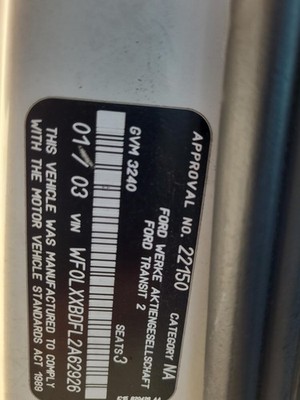 APPROVAL NO. 22150 CATEGORY NA
FORD WERKE AKTIENGESELLSCHAFT
FORD TRANSIT 2
GVM 3240
SEATS 3
01 03 VIN WF0LXXBDFL2A62926
THIS VEHICLE WAS MANUFACTURED TO COMPLY
WITH THE MOTOR VEHICLE STANDARDS ACT 1989